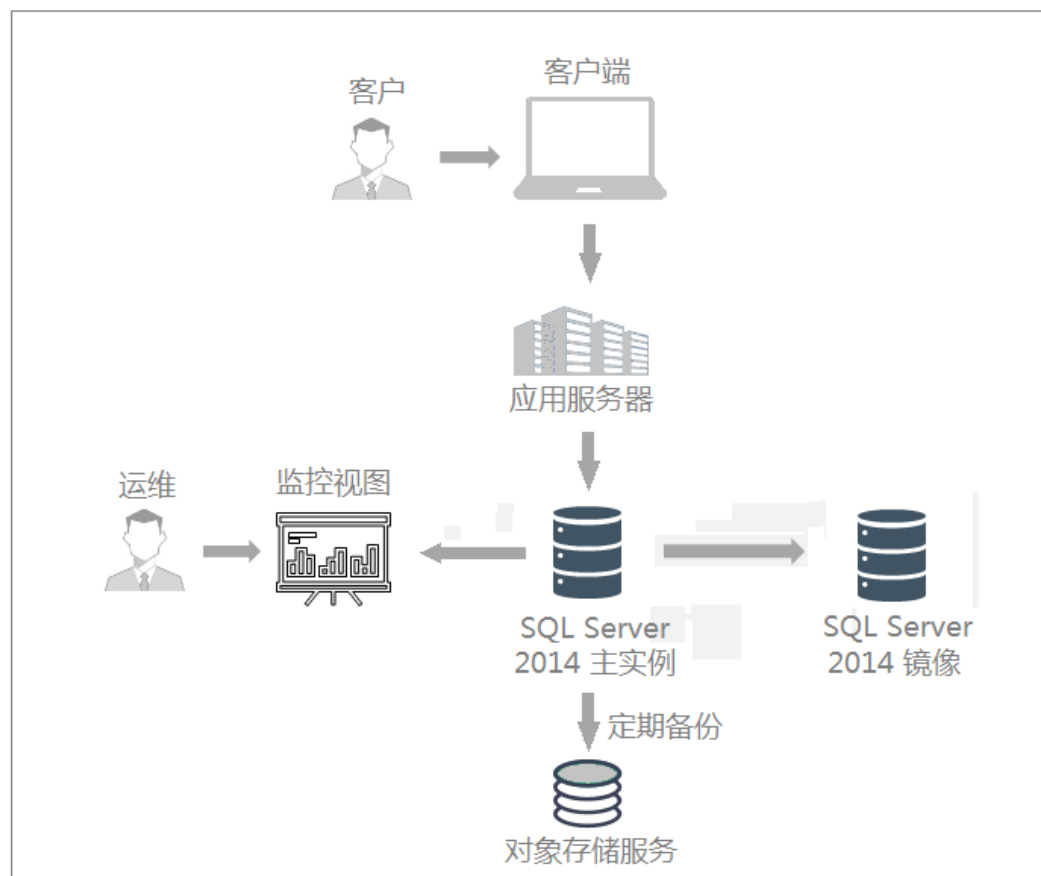 客户
客户端
应用服务器
运维
监控视图
SQL Server
2014 主实例
SQL Server
2014 镜像
定期备份
对象存储服务